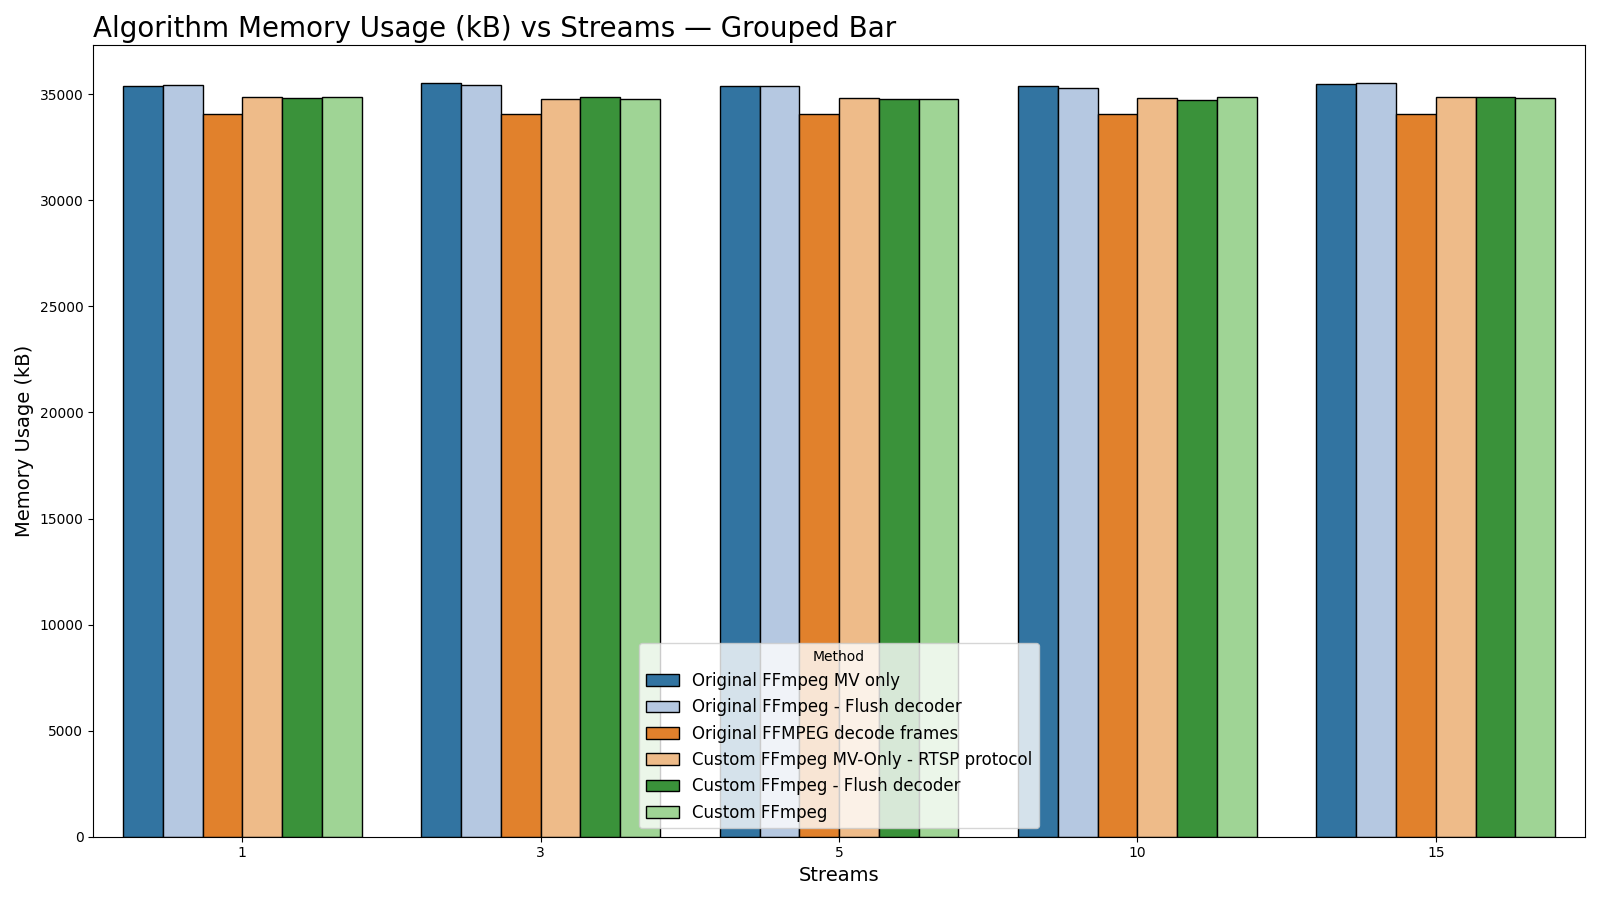 Algorithm Memory Usage (kB) vs Streams — Grouped Bar
Memory Usage (kB)
35000
30000
25000
20000
15000
10000
5000
0
Method
Original FFmpeg MV only
Original FFmpeg - Flush decoder
Original FFMPEG decode frames
Custom FFmpeg MV-Only - RTSP protocol
Custom FFmpeg - Flush decoder
Custom FFmpeg
1 3 5 10 15
Streams